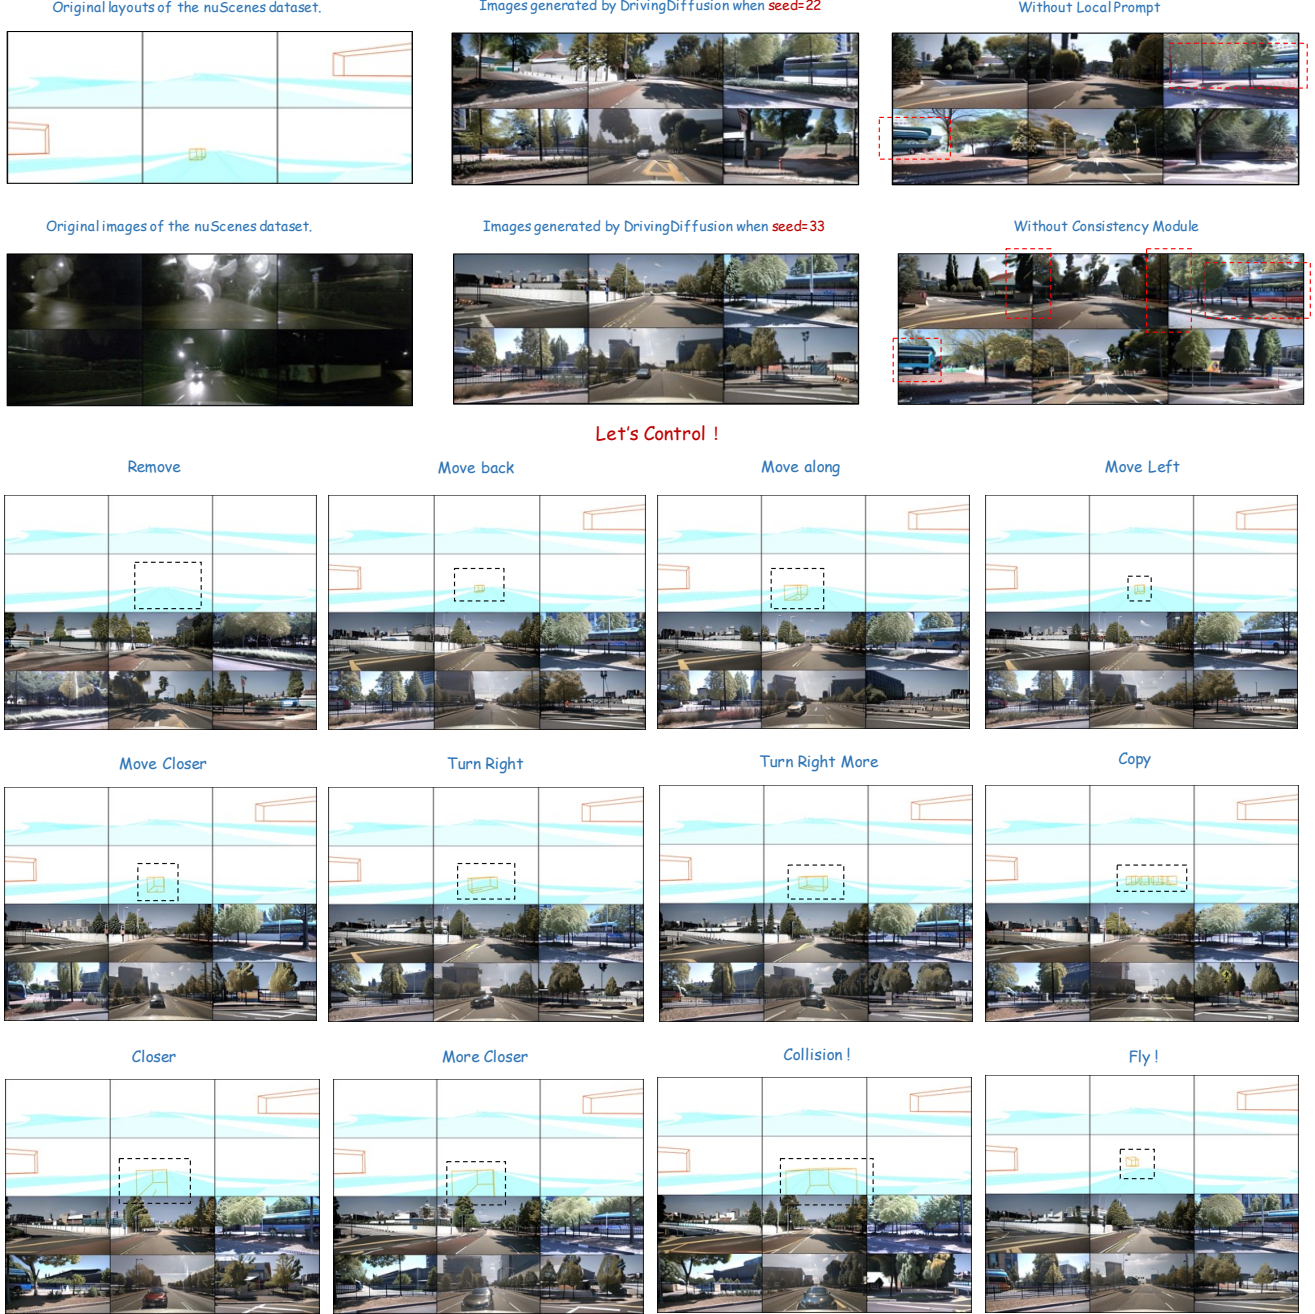 Original layouts of the nuScenes dataset.
Images generated by DrivingDiffusion when seed=22
Without Local Prompt
Original images of the nuScenes dataset.
Images generated by DrivingDiffusion when seed=33
Without Consistency Module
Let's Control !
Remove
Move back
Move along
Move Left
Move Closer
Turn Right
Turn Right More
Copy
Closer
More Closer
Collision !
Fly !